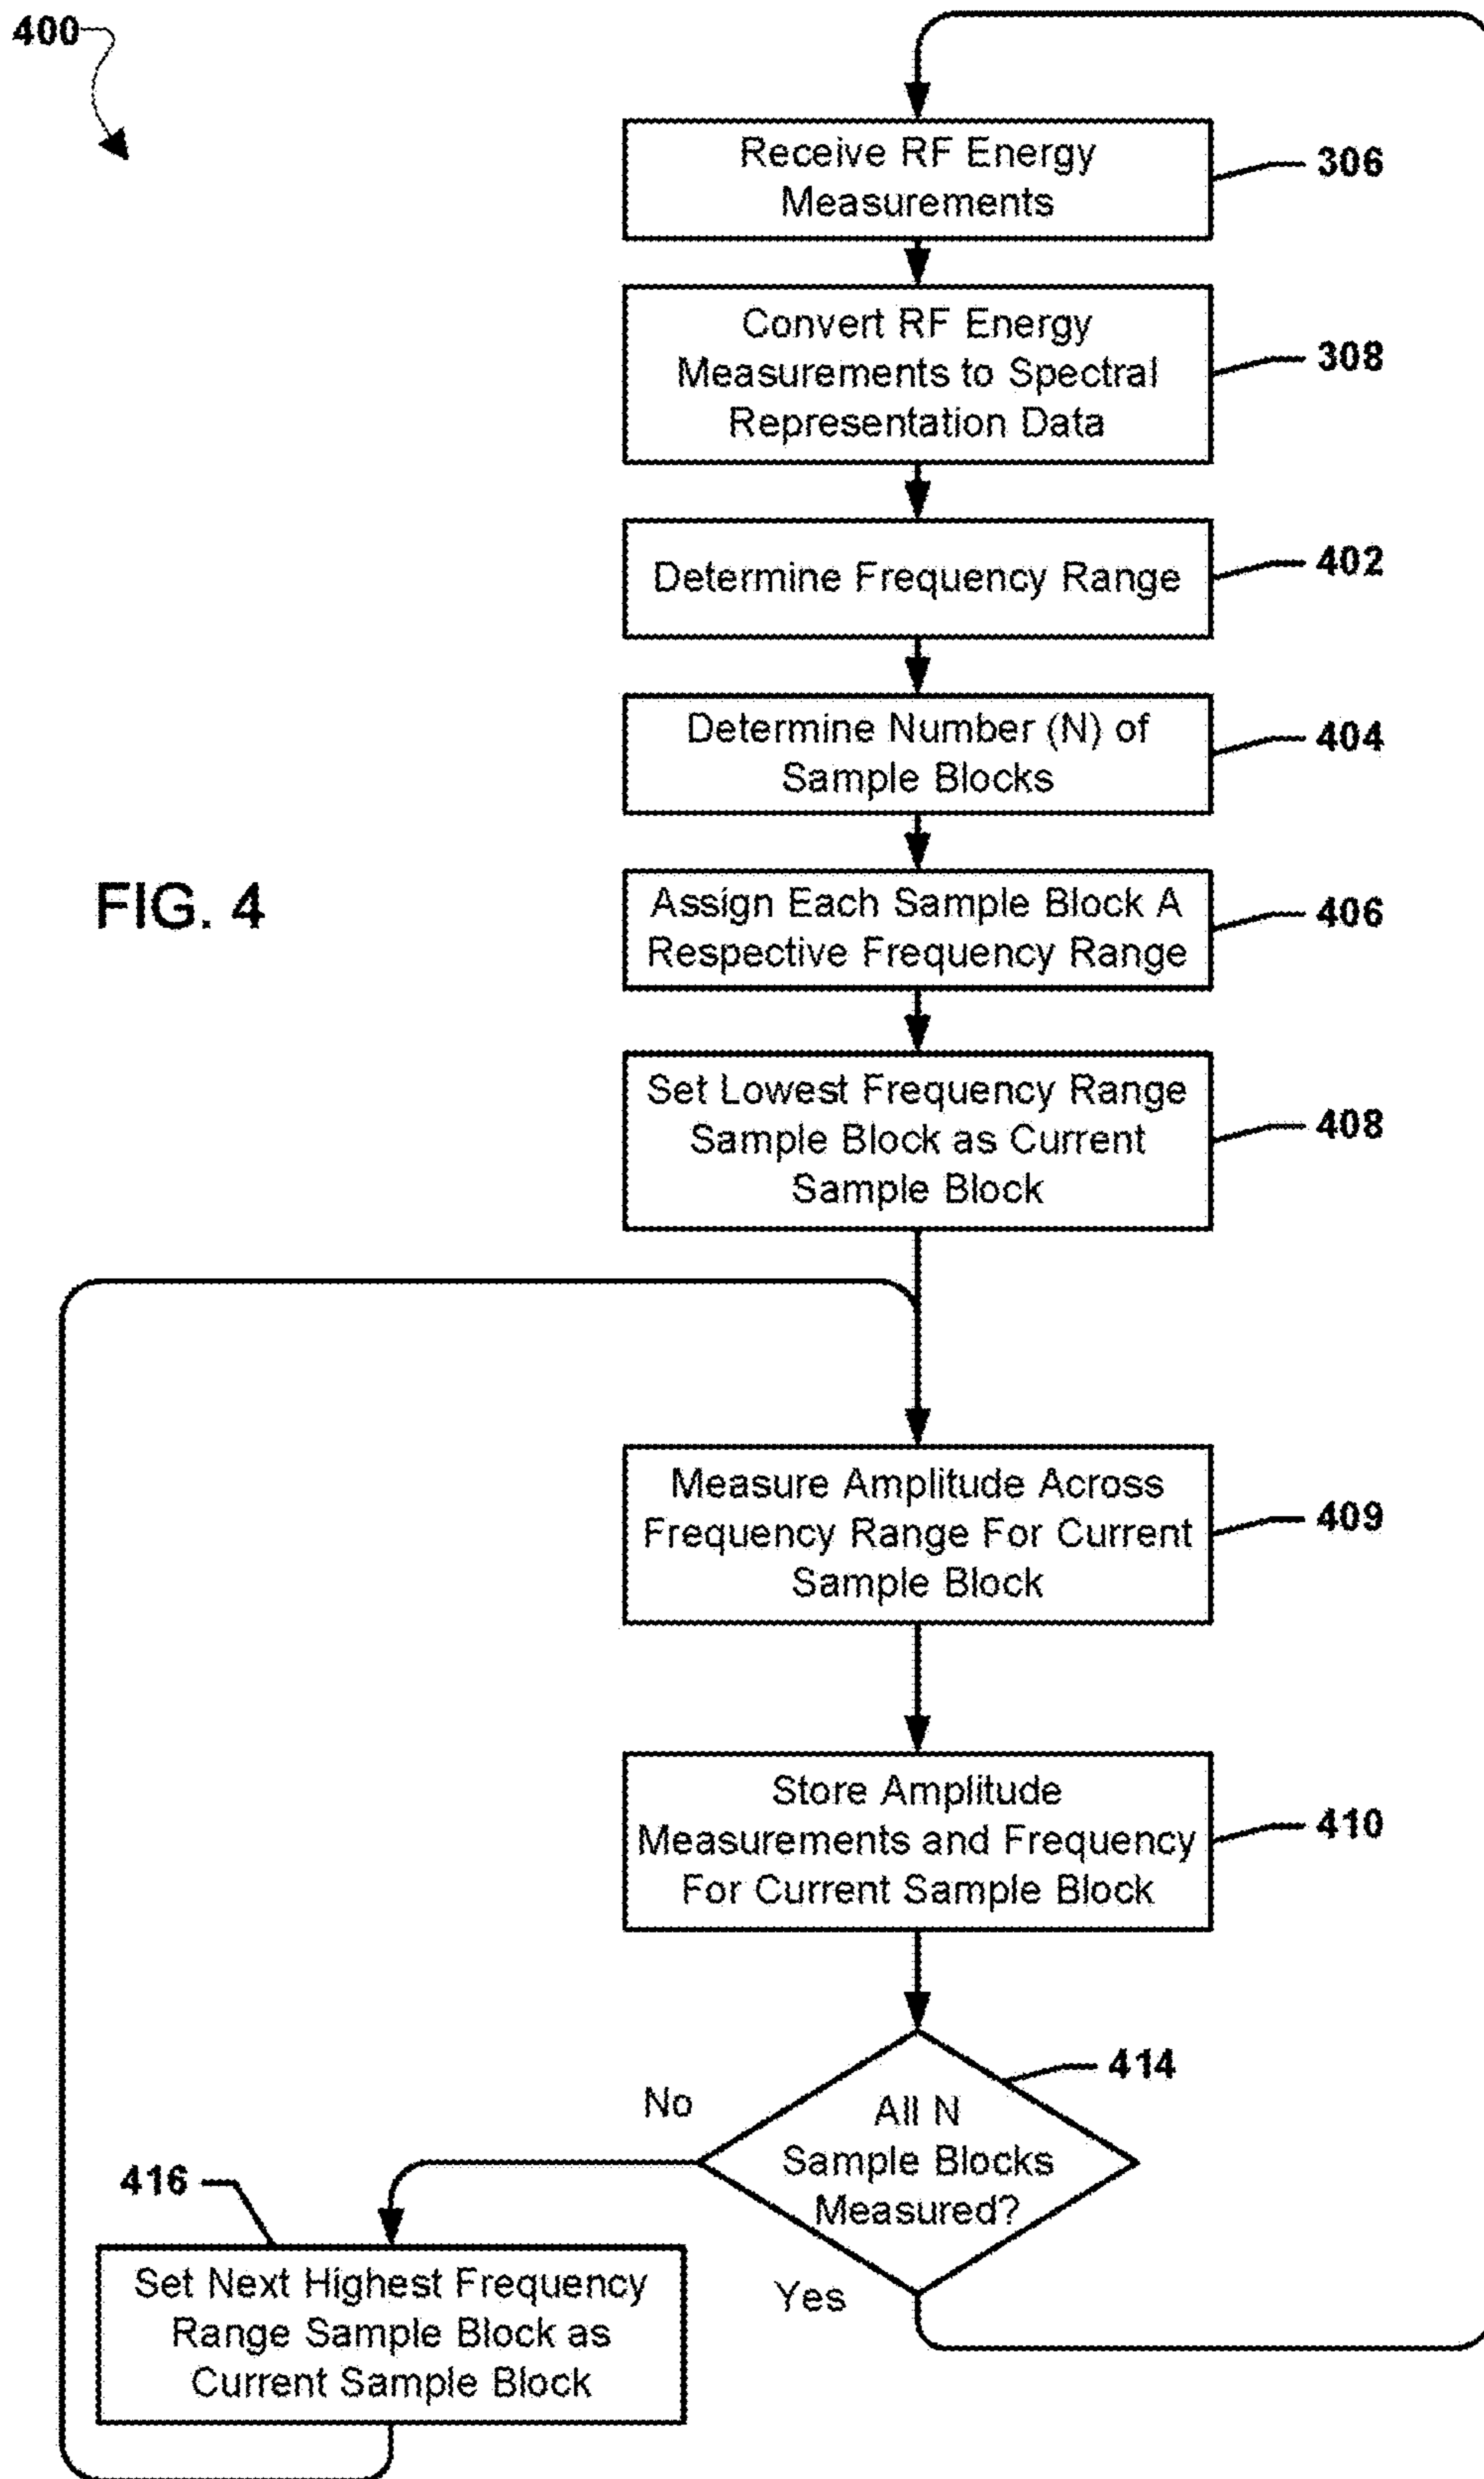 400
Receive RF Energy
Measurements
306
Convert RF Energy
Measurements to Spectral
Representation Data
308
Determine Frequency Range
402
Determine Number (N) of
Sample Blocks
404
FIG. 4
Assign Each Sample Block A
Respective Frequency Range
406
Set Lowest Frequency Range
Sample Block as Current
Sample Block
408
Measure Amplitude Across
Frequency Range For Current
Sample Block
409
Store Amplitude
Measurements and Frequency
For Current Sample Block
410
414
All N
Sample Blocks
Measured?
No
Yes
416
Set Next Highest Frequency
Range Sample Block as
Current Sample Block